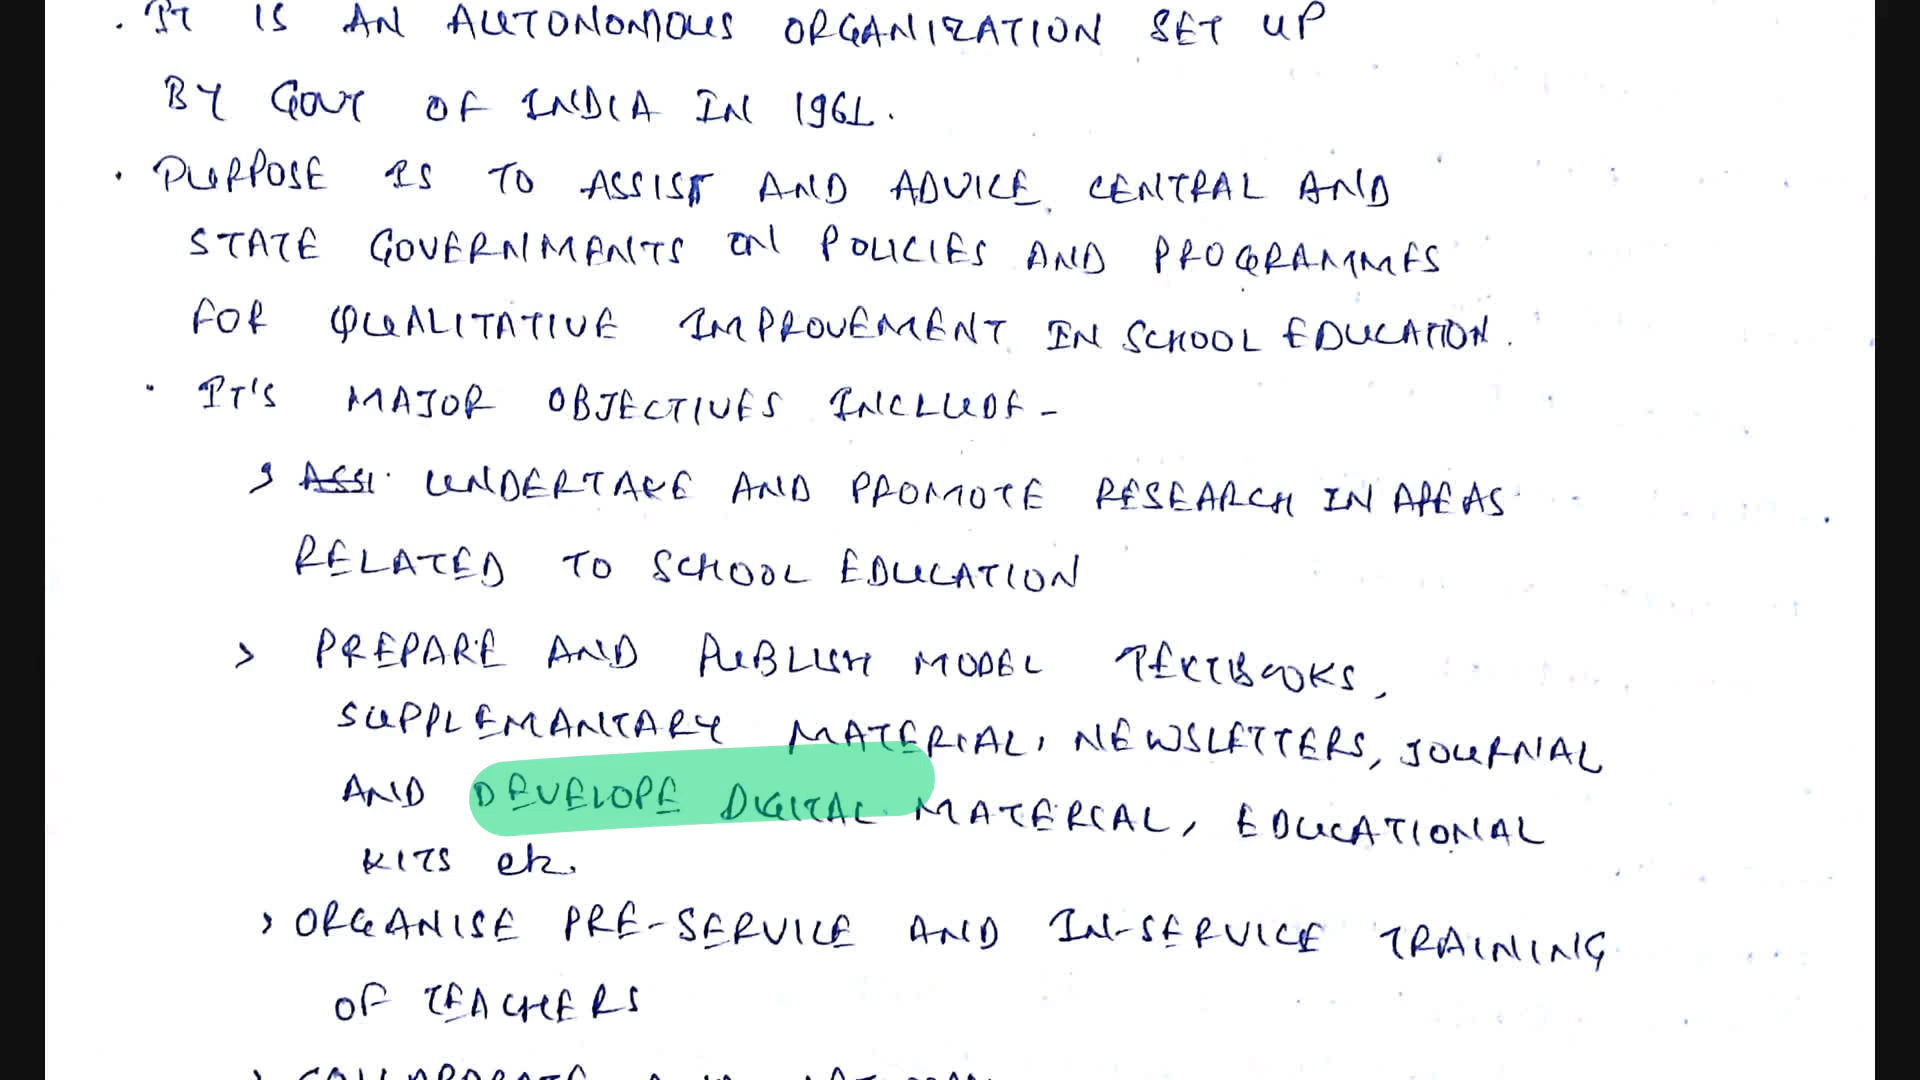 . IT IS AN AUTONOMOUS ORGANIZATION SET UP
BY GOVT OF INDIA IN 1961.
. PURPOSE IS TO ASSIST AND ADVICE CENTRAL AND
STATE GOVERNMANTS ON POLICIES AND PROGRAMMES
FOR QUALITATIVE IMPROVEMENT IN SCHOOL EDUCATION.
. IT'S MAJOR OBJECTIVES INCLUDE -
> ASSI UNDERTAKE AND PROMOTE RESEARCH IN AREAS
RELATED TO SCHOOL EDUCATION
> PREPARE AND PUBLISH MODEL TEXTBOOKS,
SUPPLEMANTARY MATERIAL, NEWSLETTERS, JOURNAL
AND DEVELOPE DIGITAL MATERIAL, EDUCATIONAL
KITS etc.
> ORGANISE PRE-SERVICE AND IN-SERVICE TRAINING
OF TEACHERS